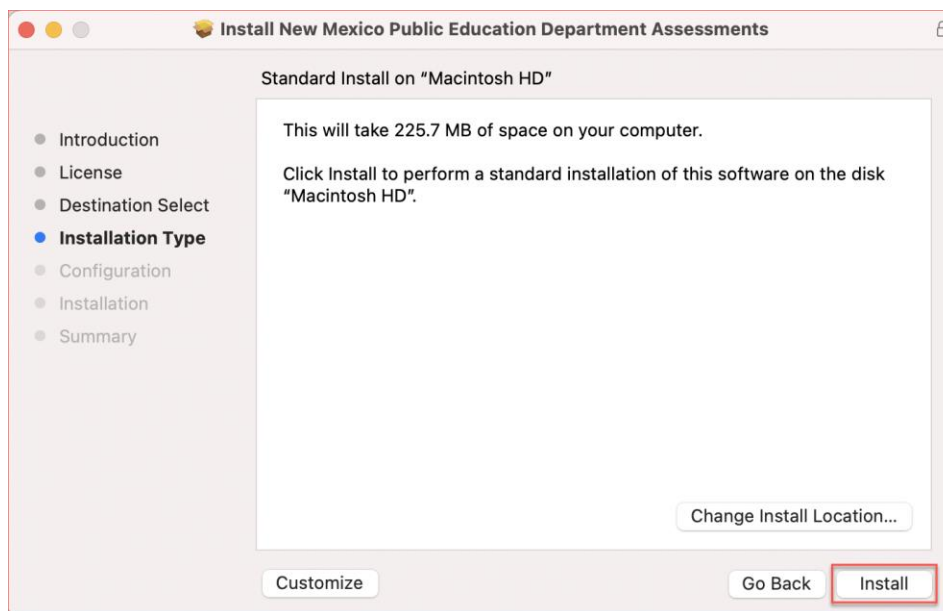 Install New Mexico Public Education Department Assessments
Standard Install on “Macintosh HD”
Introduction
License
Destination Select
Installation Type
Configuration
Installation
Summary
This will take 225.7 MB of space on your computer.
Click Install to perform a standard installation of this software on the disk
“Macintosh HD”.
Change Install Location...
Customize
Go Back
Install